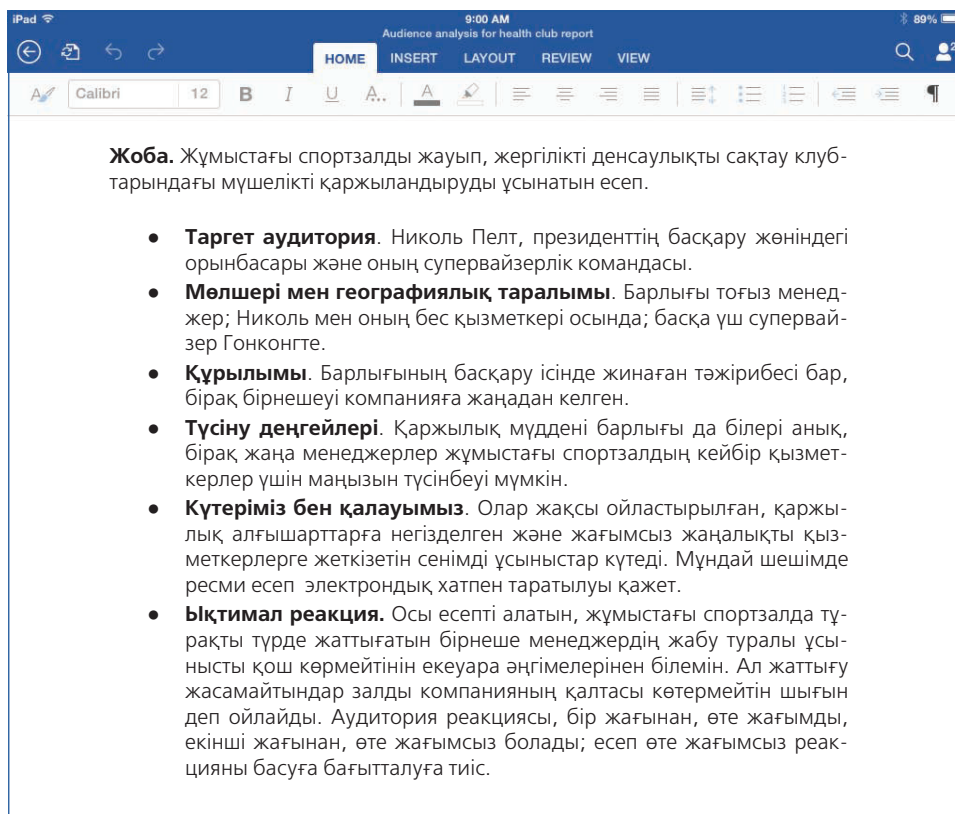 iPad 9:00 AM 89%
Audience analysis for health club report
HOME INSERT LAYOUT REVIEW VIEW 2
Calibri 12 B I U A.. A ¶
Жоба. Жұмыстағы спортзалды жауып, жергілікті денсаулықты сақтау клуб-
тарындағы мүшелікті қаржыландыруды ұсынатын есеп.
● Таргет аудитория. Николь Пелт, президенттің басқару жөніндегі
орынбасары және оның супервайзерлік командасы.
● Мөлшері мен географиялық таралымы. Барлығы тоғыз менед-
жер; Николь мен оның бес қызметкері осында; басқа үш супервай-
зер Гонконгте.
● Құрылымы. Барлығының басқару ісінде жинаған тәжірибесі бар,
бірақ бірнешеуі компанияға жаңадан келген.
● Түсіну деңгейлері. Қаржылық мүддені барлығы да білері анық,
бірақ жаңа менеджерлер жұмыстағы спортзалдың кейбір қызмет-
керлер үшін маңызын түсінбеуі мүмкін.
● Күтеріміз бен қалауымыз. Олар жақсы ойластырылған, қаржы-
лық алғышарттарға негізделген және жағымсыз жаңалықты қыз-
меткерлерге жеткізетін сенімді ұсыныстар күтеді. Мұндай шешімде
ресми есеп электрондық хатпен таратылуы қажет.
● Ықтимал реакция. Осы есепті алатын, жұмыстағы спортзалда тұ-
рақты түрде жаттығатын бірнеше менеджердің жабу туралы ұсы-
нысты қош көрмейтінін екеуара әңгімелерінен білемін. Ал жаттығу
жасамайтындар залды компанияның қалтасы көтермейтін шығын
деп ойлайды. Аудитория реакциясы, бір жағынан, өте жағымды,
екінші жағынан, өте жағымсыз болады; есеп өте жағымсыз реак-
цияны басуға бағытталуға тиіс.